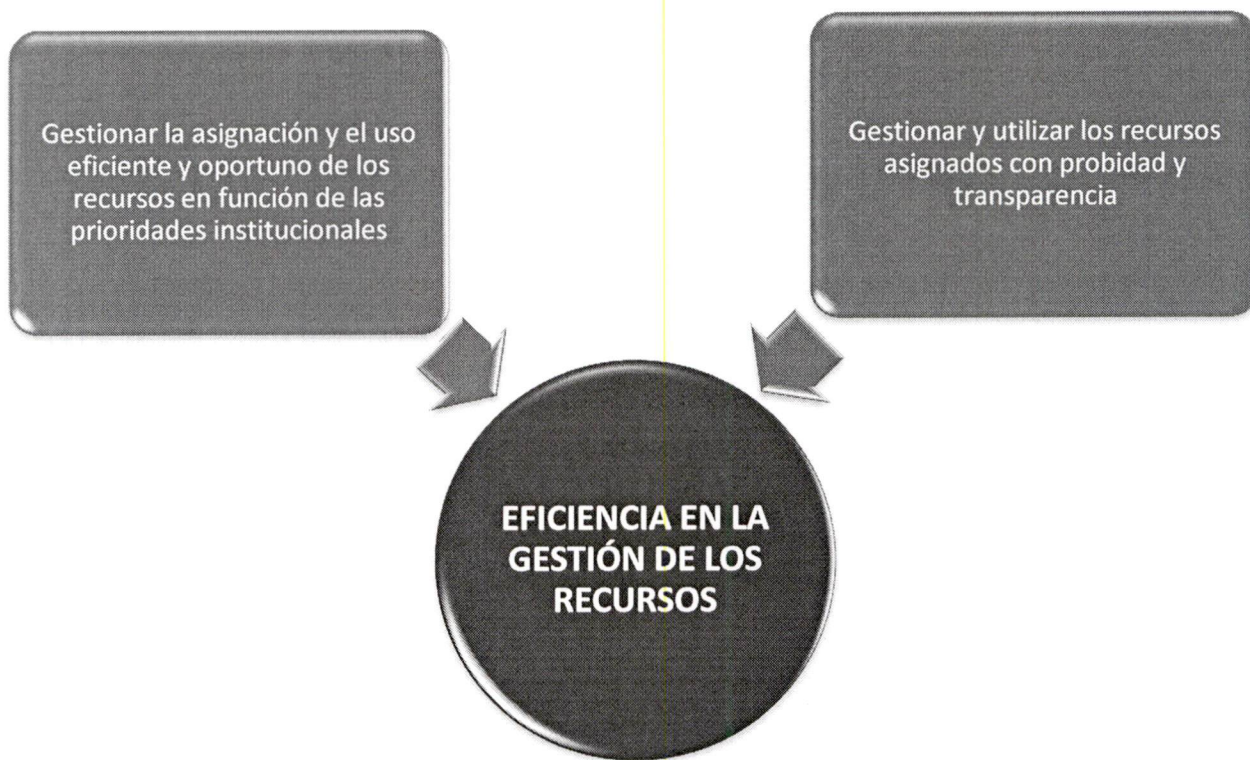 Gestionar la asignación y el uso
eficiente y oportuno de los
recursos en función de las
prioridades institucionales
Gestionar y utilizar los recursos
asignados con probidad y
transparencia
EFICIENCIA EN LA
GESTIÓN DE LOS
RECURSOS